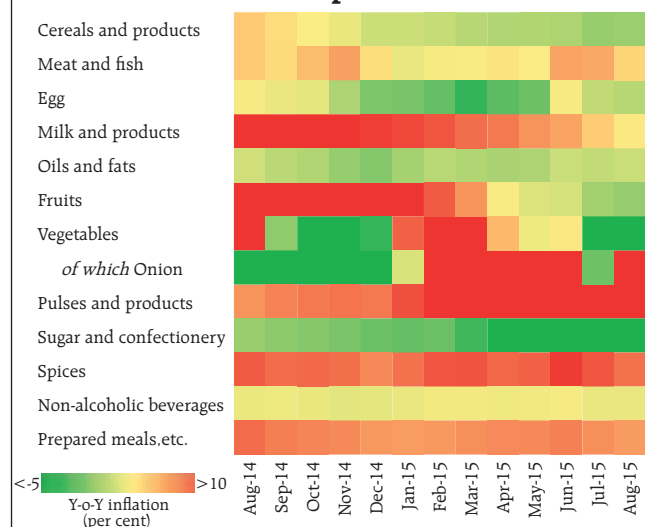 Cereals and products
Meat and fish
Egg
Milk and products
Oils and fats
Fruits
Vegetables
of which Onion
Pulses and products
Sugar and confectionery
Spices
Non-alcoholic beverages
Prepared meals,etc.
Aug-14
Sep-14
Oct-14
Nov-14
Dec-14
Jan-15
Feb-15
Mar-15
Apr-15
May-15
Jun-15
Jul-15
Aug-15
<-5 >10
Y-o-Y inflation
(per cent)